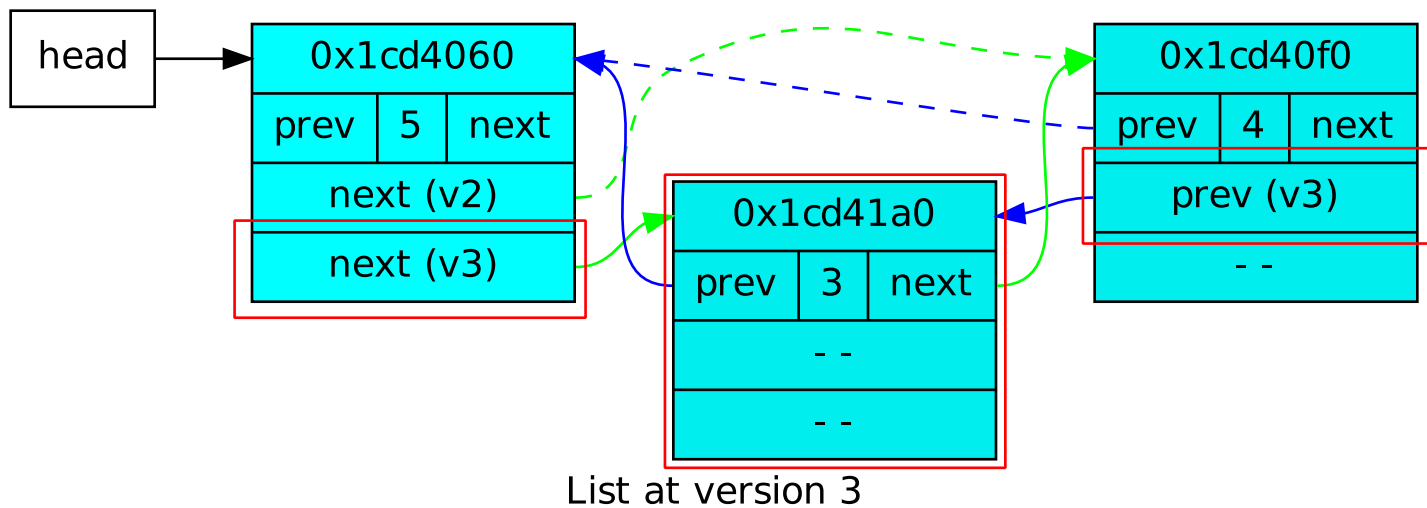 head
0x1cd4060
prev 5 next
next (v2)
next (v3)
0x1cd41a0
prev 3 next
- -
- -
0x1cd40f0
prev 4 next
prev (v3)
- -
List at version 3